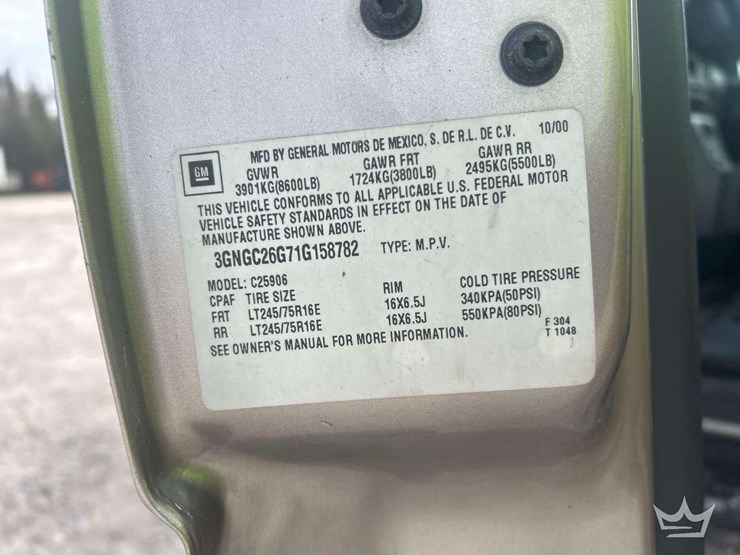 GM
MFD BY GENERAL MOTORS DE MEXICO, S. DE R.L. DE C.V. 10/00
GVWR GAWR FRT GAWR RR
3901KG(8600LB) 1724KG(3800LB) 2495KG(5500LB)
THIS VEHICLE CONFORMS TO ALL APPLICABLE U.S. FEDERAL MOTOR
VEHICLE SAFETY STANDARDS IN EFFECT ON THE DATE OF
MANUFACTURE SHOWN ABOVE.
3GNGC26G71G158782 TYPE: M.P.V.
MODEL: C25906
CPAF TIRE SIZE RIM COLD TIRE PRESSURE
FRT LT245/75R16E 16X6.5J 340KPA(50PSI)
RR LT245/75R16E 16X6.5J 550KPA(80PSI)
SEE OWNER'S MANUAL FOR MORE INFORMATION.
F 304
T 1048